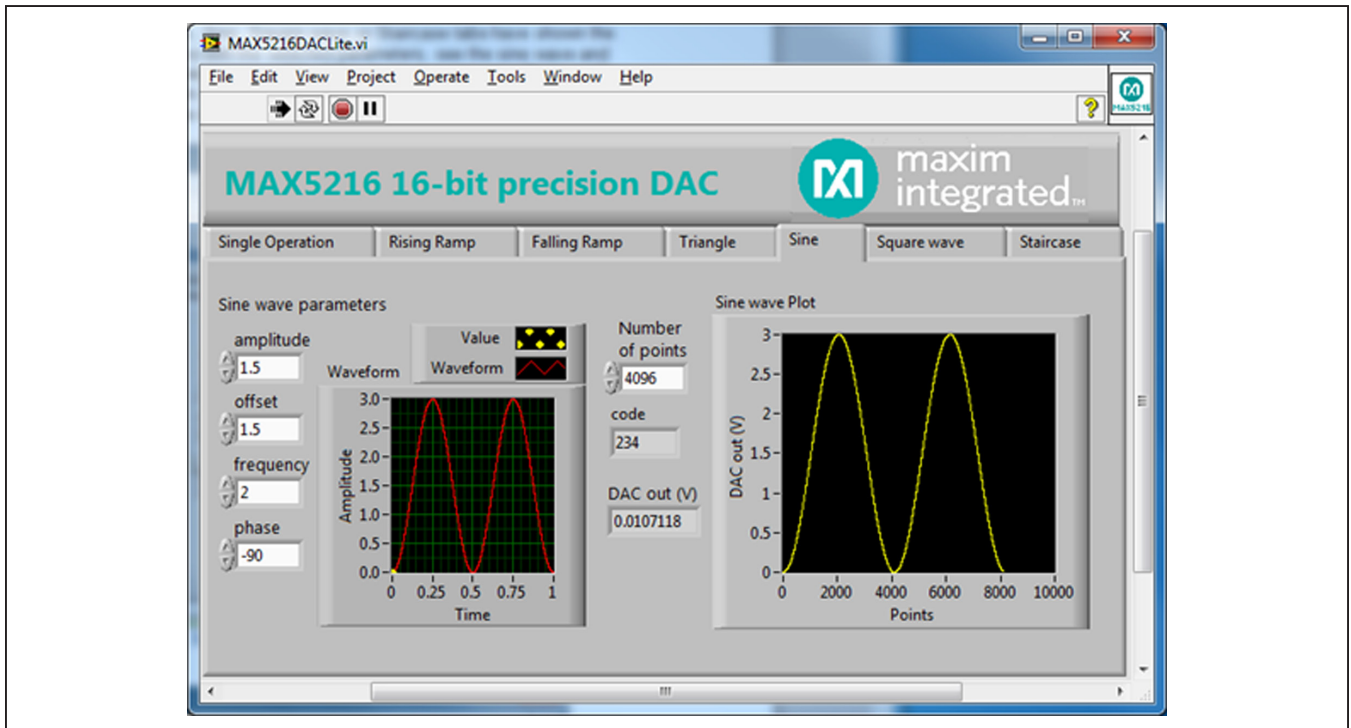 MAX5216DACLite.vi
File Edit View Project Operate Tools Window Help
MAX5216
MAX5216 16-bit precision DAC
maxim
integrated™
Single Operation Rising Ramp Falling Ramp Triangle Sine Square wave Staircase
Sine wave parameters
amplitude
1.5
offset
1.5
frequency
2
phase
-90
Value
Waveform
Waveform
Amplitude
3.0
2.5
2.0
1.5
1.0
0.5
0.0
0 0.25 0.5 0.75 1
Time
Number
of points
4096
code
234
DAC out (V)
0.0107118
Sine wave Plot
DAC out (V)
3
2.5
2
1.5
1
0.5
0
0 2000 4000 6000 8000 10000
Points